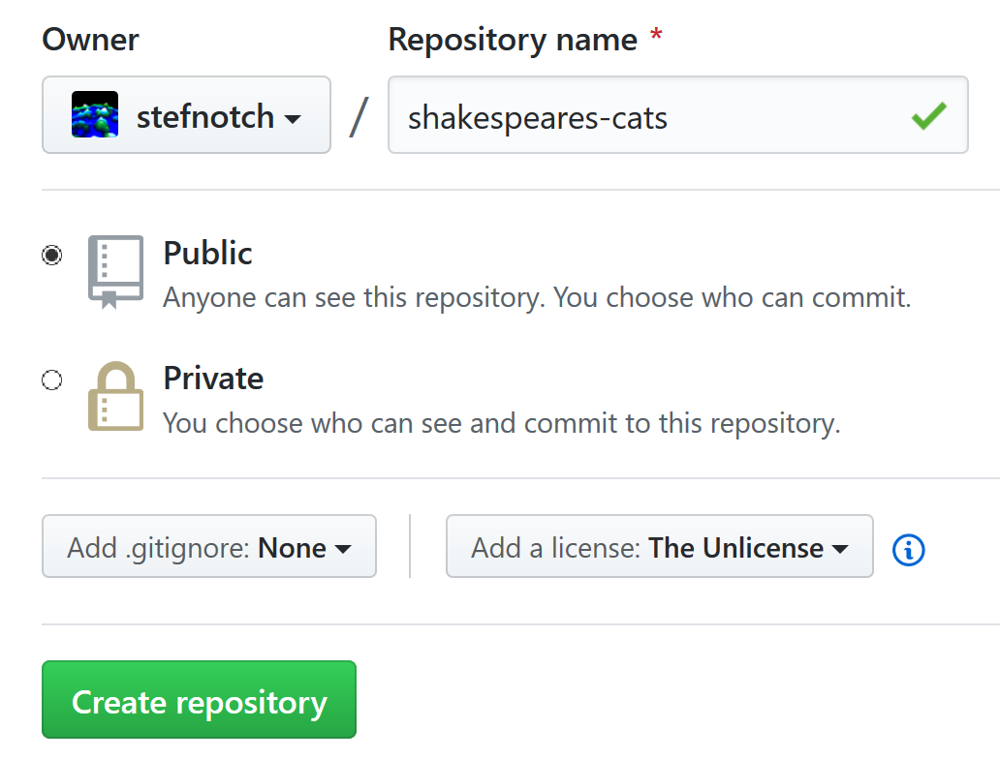 Owner
Repository name *
stefnotch / shakespeares-cats
Public
Anyone can see this repository. You choose who can commit.
Private
You choose who can see and commit to this repository.
Add .gitignore: None
Add a license: The Unlicense
Create repository